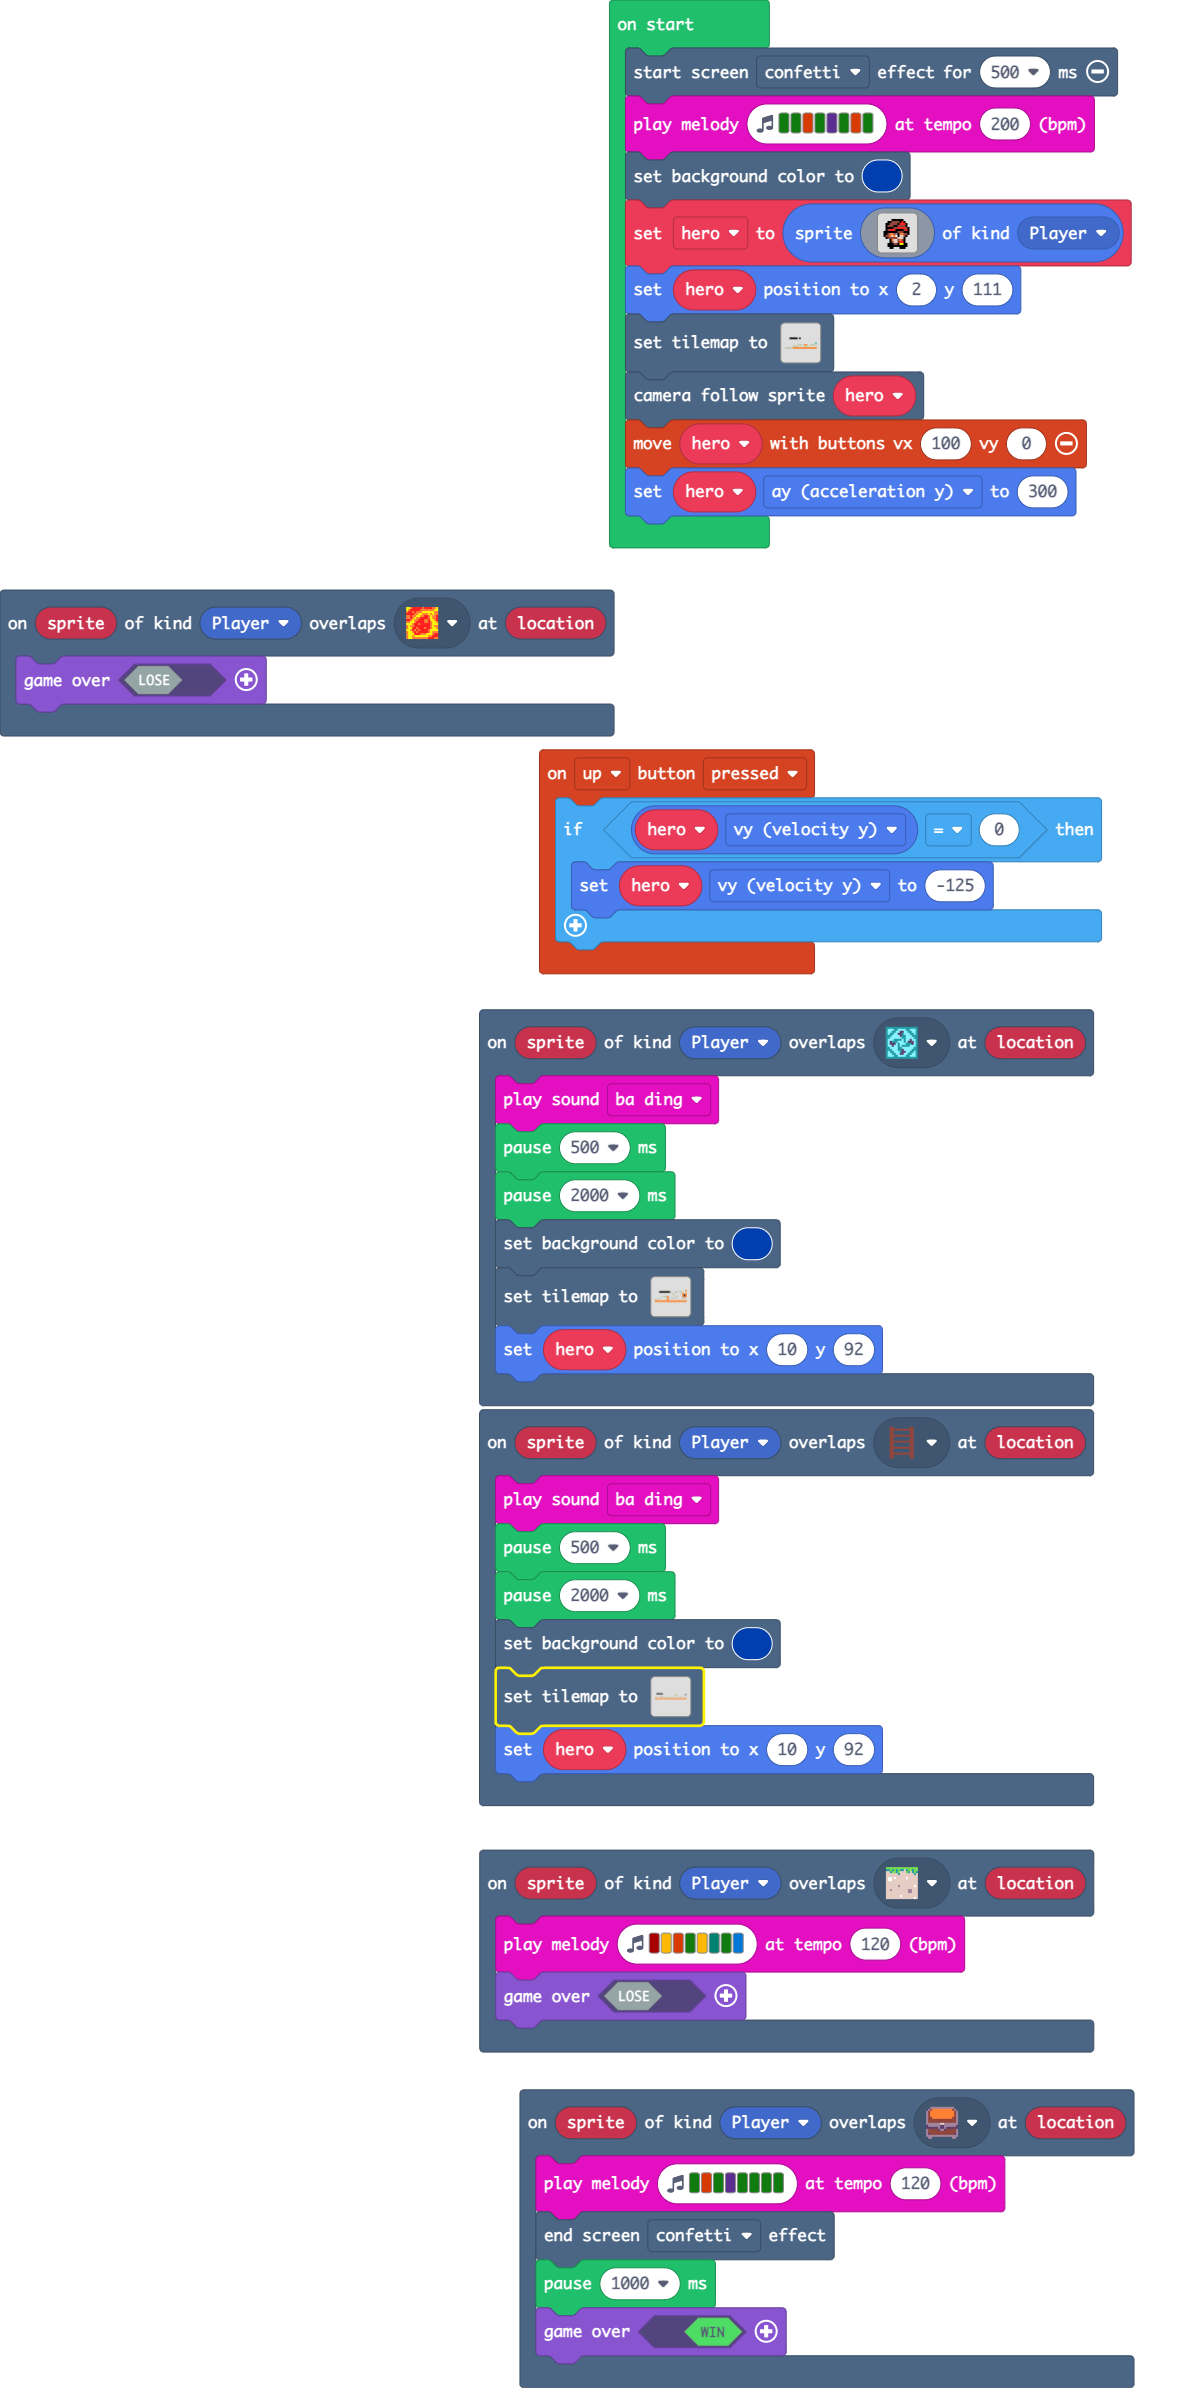 on start
start screen confetti effect for 500 ms
play melody at tempo 200 (bpm)
set background color to
set hero to sprite of kind Player
set hero position to x 2 y 111
set tilemap to
camera follow sprite hero
move hero with buttons vx 100 vy 0
set hero ay (acceleration y) to 300
on sprite of kind Player overlaps at location
game over LOSE
on up button pressed
if hero vy (velocity y) = 0 then
set hero vy (velocity y) to -125
on sprite of kind Player overlaps at location
play sound ba ding
pause 500 ms
pause 2000 ms
set background color to
set tilemap to
set hero position to x 10 y 92
on sprite of kind Player overlaps at location
play sound ba ding
pause 500 ms
pause 2000 ms
set background color to
set tilemap to
set hero position to x 10 y 92
on sprite of kind Player overlaps at location
play melody at tempo 120 (bpm)
game over LOSE
on sprite of kind Player overlaps at location
play melody at tempo 120 (bpm)
end screen confetti effect
pause 1000 ms
game over WIN